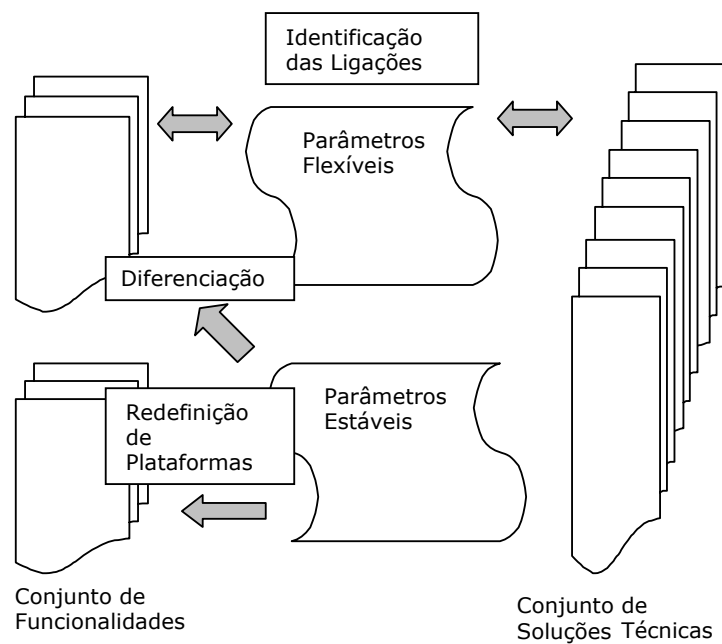 Identificação
das Ligações
Parâmetros
Flexíveis
Diferenciação
Parâmetros
Estáveis
Redefinição
de
Plataformas
Conjunto de
Funcionalidades
Conjunto de
Soluções Técnicas